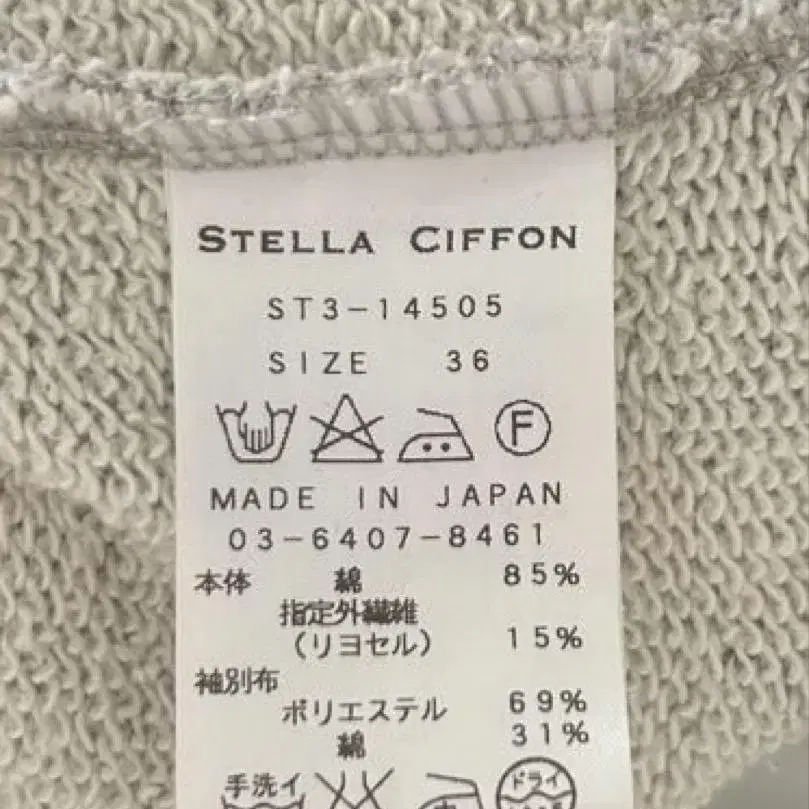 STELLA CIFFON
ST3-14505
SIZE 36
F
MADE IN JAPAN
03-6407-8461
本体 綿 85%
指定外繊維
(リヨセル) 15%
袖別布
ポリエステル 69%
綿 31%
手洗イ
ドライ